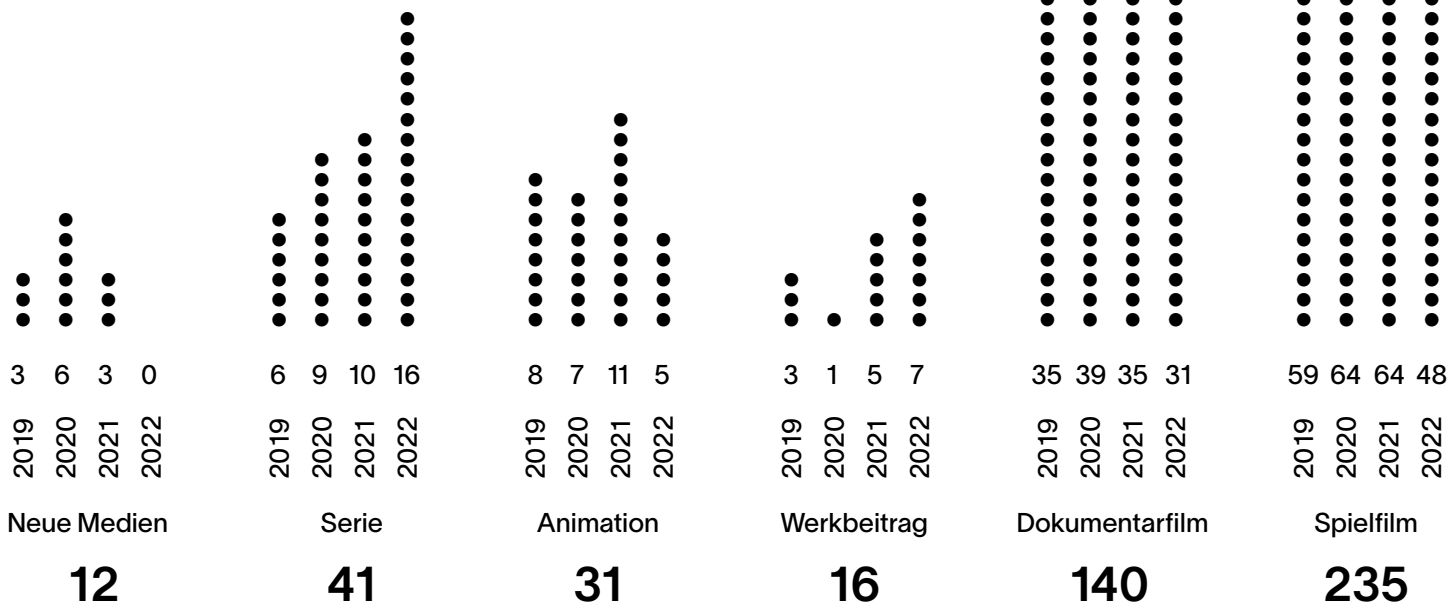 3 6 3 0
6 9 10 16
8 7 11 5
3 1 5 7
35 39 35 31
59 64 64 48
2019 2020 2021 2022
2019 2020 2021 2022
2019 2020 2021 2022
2019 2020 2021 2022
2019 2020 2021 2022
2019 2020 2021 2022
Neue Medien
Serie
Animation
Werkbeitrag
Dokumentarfilm
Spielfilm
12
41
31
16
140
235